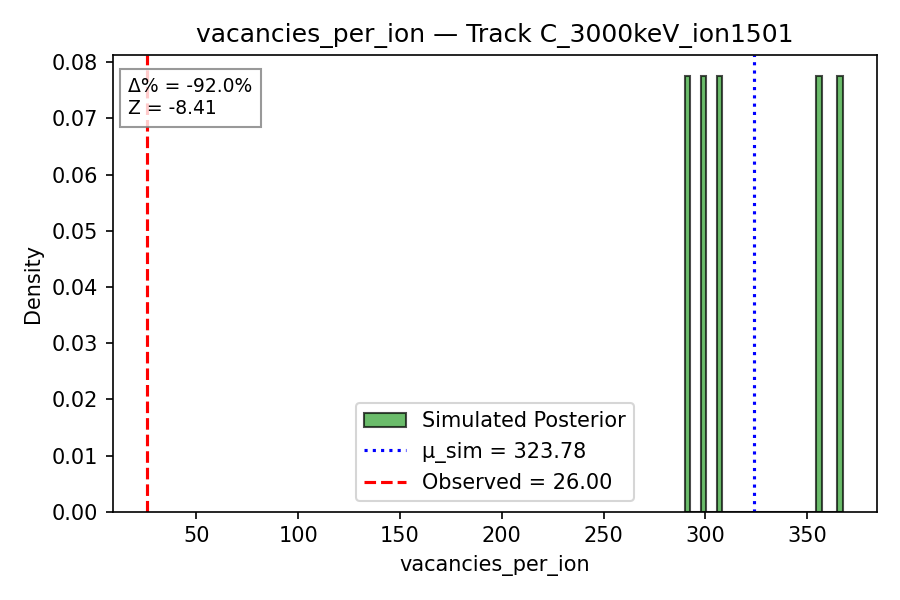 vacancies_per_ion — Track C_3000keV_ion1501
Δ% = -92.0%
Z = -8.41
0.08
0.07
0.06
0.05
0.04
0.03
0.02
0.01
0.00
Density
Simulated Posterior
μ_sim = 323.78
Observed = 26.00
50
100
150
200
250
300
350
vacancies_per_ion